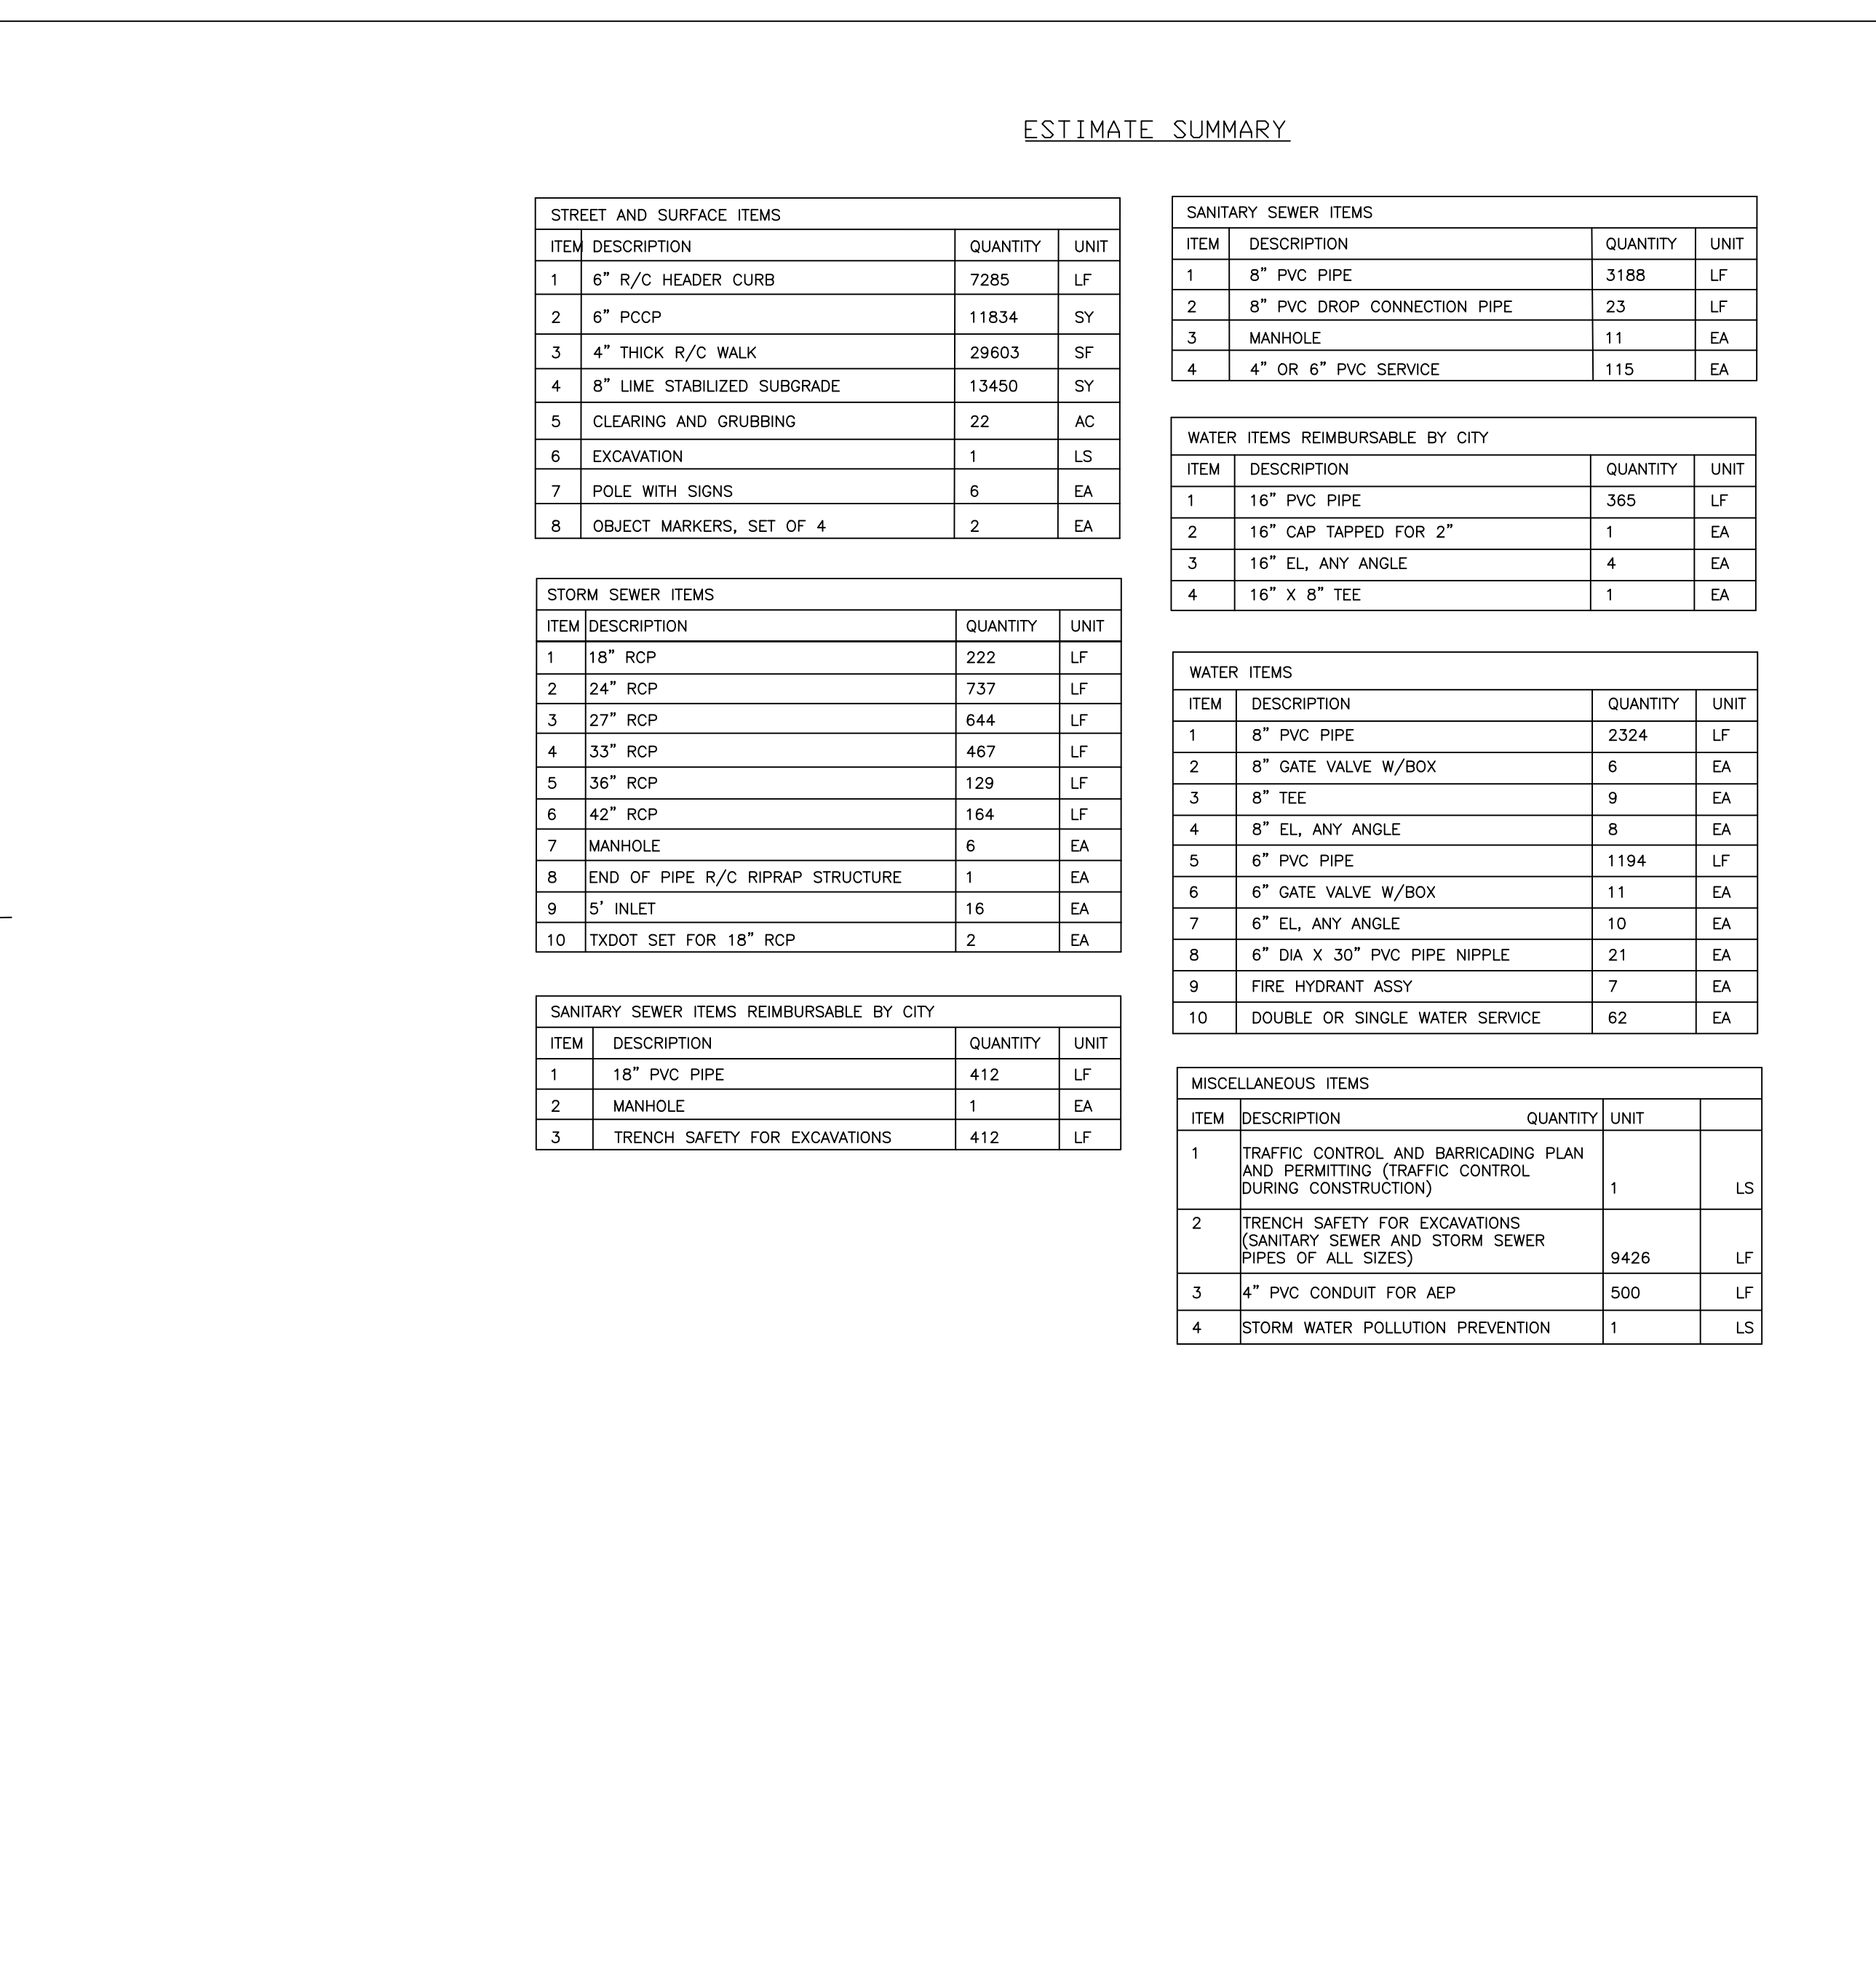 ESTIMATE SUMMARY
STREET AND SURFACE ITEMS
ITEM DESCRIPTION QUANTITY UNIT
1 6” R/C HEADER CURB 7285 LF
2 6” PCCP 11834 SY
3 4” THICK R/C WALK 29603 SF
4 8” LIME STABILIZED SUBGRADE 13450 SY
5 CLEARING AND GRUBBING 22 AC
6 EXCAVATION 1 LS
7 POLE WITH SIGNS 6 EA
8 OBJECT MARKERS, SET OF 4 2 EA
STORM SEWER ITEMS
ITEM DESCRIPTION QUANTITY UNIT
1 18” RCP 222 LF
2 24” RCP 737 LF
3 27” RCP 644 LF
4 33” RCP 467 LF
5 36” RCP 129 LF
6 42” RCP 164 LF
7 MANHOLE 6 EA
8 END OF PIPE R/C RIPRAP STRUCTURE 1 EA
9 5’ INLET 16 EA
10 TXDOT SET FOR 18” RCP 2 EA
SANITARY SEWER ITEMS REIMBURSABLE BY CITY
ITEM DESCRIPTION QUANTITY UNIT
1 18” PVC PIPE 412 LF
2 MANHOLE 1 EA
3 TRENCH SAFETY FOR EXCAVATIONS 412 LF
SANITARY SEWER ITEMS
ITEM DESCRIPTION QUANTITY UNIT
1 8” PVC PIPE 3188 LF
2 8” PVC DROP CONNECTION PIPE 23 LF
3 MANHOLE 11 EA
4 4” OR 6” PVC SERVICE 115 EA
WATER ITEMS REIMBURSABLE BY CITY
ITEM DESCRIPTION QUANTITY UNIT
1 16” PVC PIPE 365 LF
2 16” CAP TAPPED FOR 2” 1 EA
3 16” EL, ANY ANGLE 4 EA
4 16” X 8” TEE 1 EA
WATER ITEMS
ITEM DESCRIPTION QUANTITY UNIT
1 8” PVC PIPE 2324 LF
2 8” GATE VALVE W/BOX 6 EA
3 8” TEE 9 EA
4 8” EL, ANY ANGLE 8 EA
5 6” PVC PIPE 1194 LF
6 6” GATE VALVE W/BOX 11 EA
7 6” EL, ANY ANGLE 10 EA
8 6” DIA X 30” PVC PIPE NIPPLE 21 EA
9 FIRE HYDRANT ASSY 7 EA
10 DOUBLE OR SINGLE WATER SERVICE 62 EA
MISCELLANEOUS ITEMS
ITEM DESCRIPTION QUANTITY UNIT
1 TRAFFIC CONTROL AND BARRICADING PLAN
AND PERMITTING (TRAFFIC CONTROL
DURING CONSTRUCTION) 1 LS
2 TRENCH SAFETY FOR EXCAVATIONS
(SANITARY SEWER AND STORM SEWER
PIPES OF ALL SIZES) 9426 LF
3 4” PVC CONDUIT FOR AEP 500 LF
4 STORM WATER POLLUTION PREVENTION 1 LS